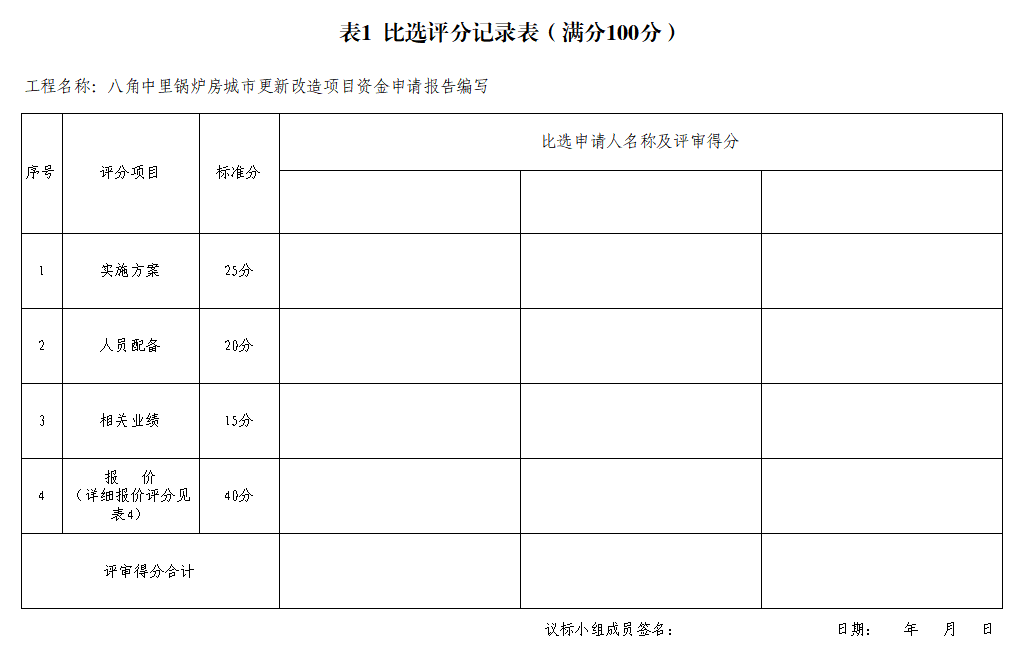 表1 比选评分记录表（满分100分）
工程名称：八角中里锅炉房城市更新改造项目资金申请报告编写
序号 评分项目 标准分 比选申请人名称及评审得分
1 实施方案 25分
2 人员配备 20分
3 相关业绩 15分
4 报 价
（详细报价评分见
表4） 40分
评审得分合计
议标小组成员签名： 日期： 年 月 日